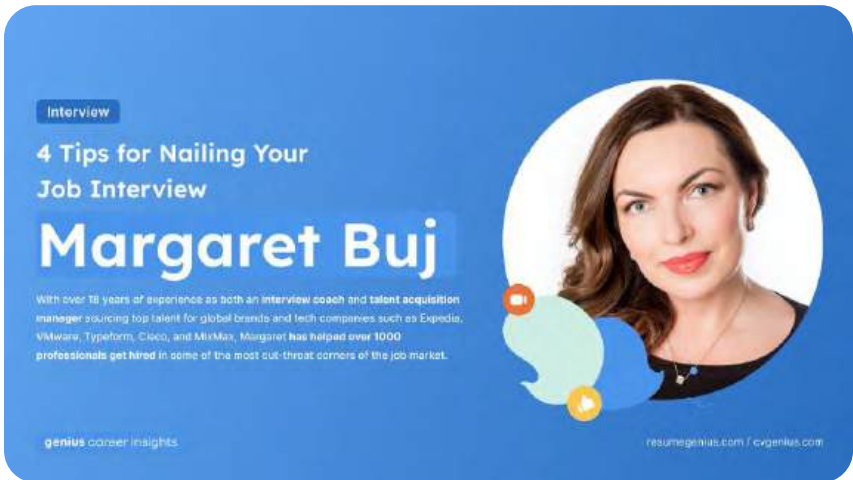 Interview
4 Tips for Nailing Your
Job Interview
Margaret Buj
With over 18 years of experience as both an interview coach and talent acquisition
manager sourcing top talent for global brands and tech companies such as Expedia,
VMware, Typeform, Cisco, and MixMax, Margaret has helped over 1000
professionals get hired in some of the most cut-throat corners of the job market.
genius career insights
resumegenius.com / cvgenius.com